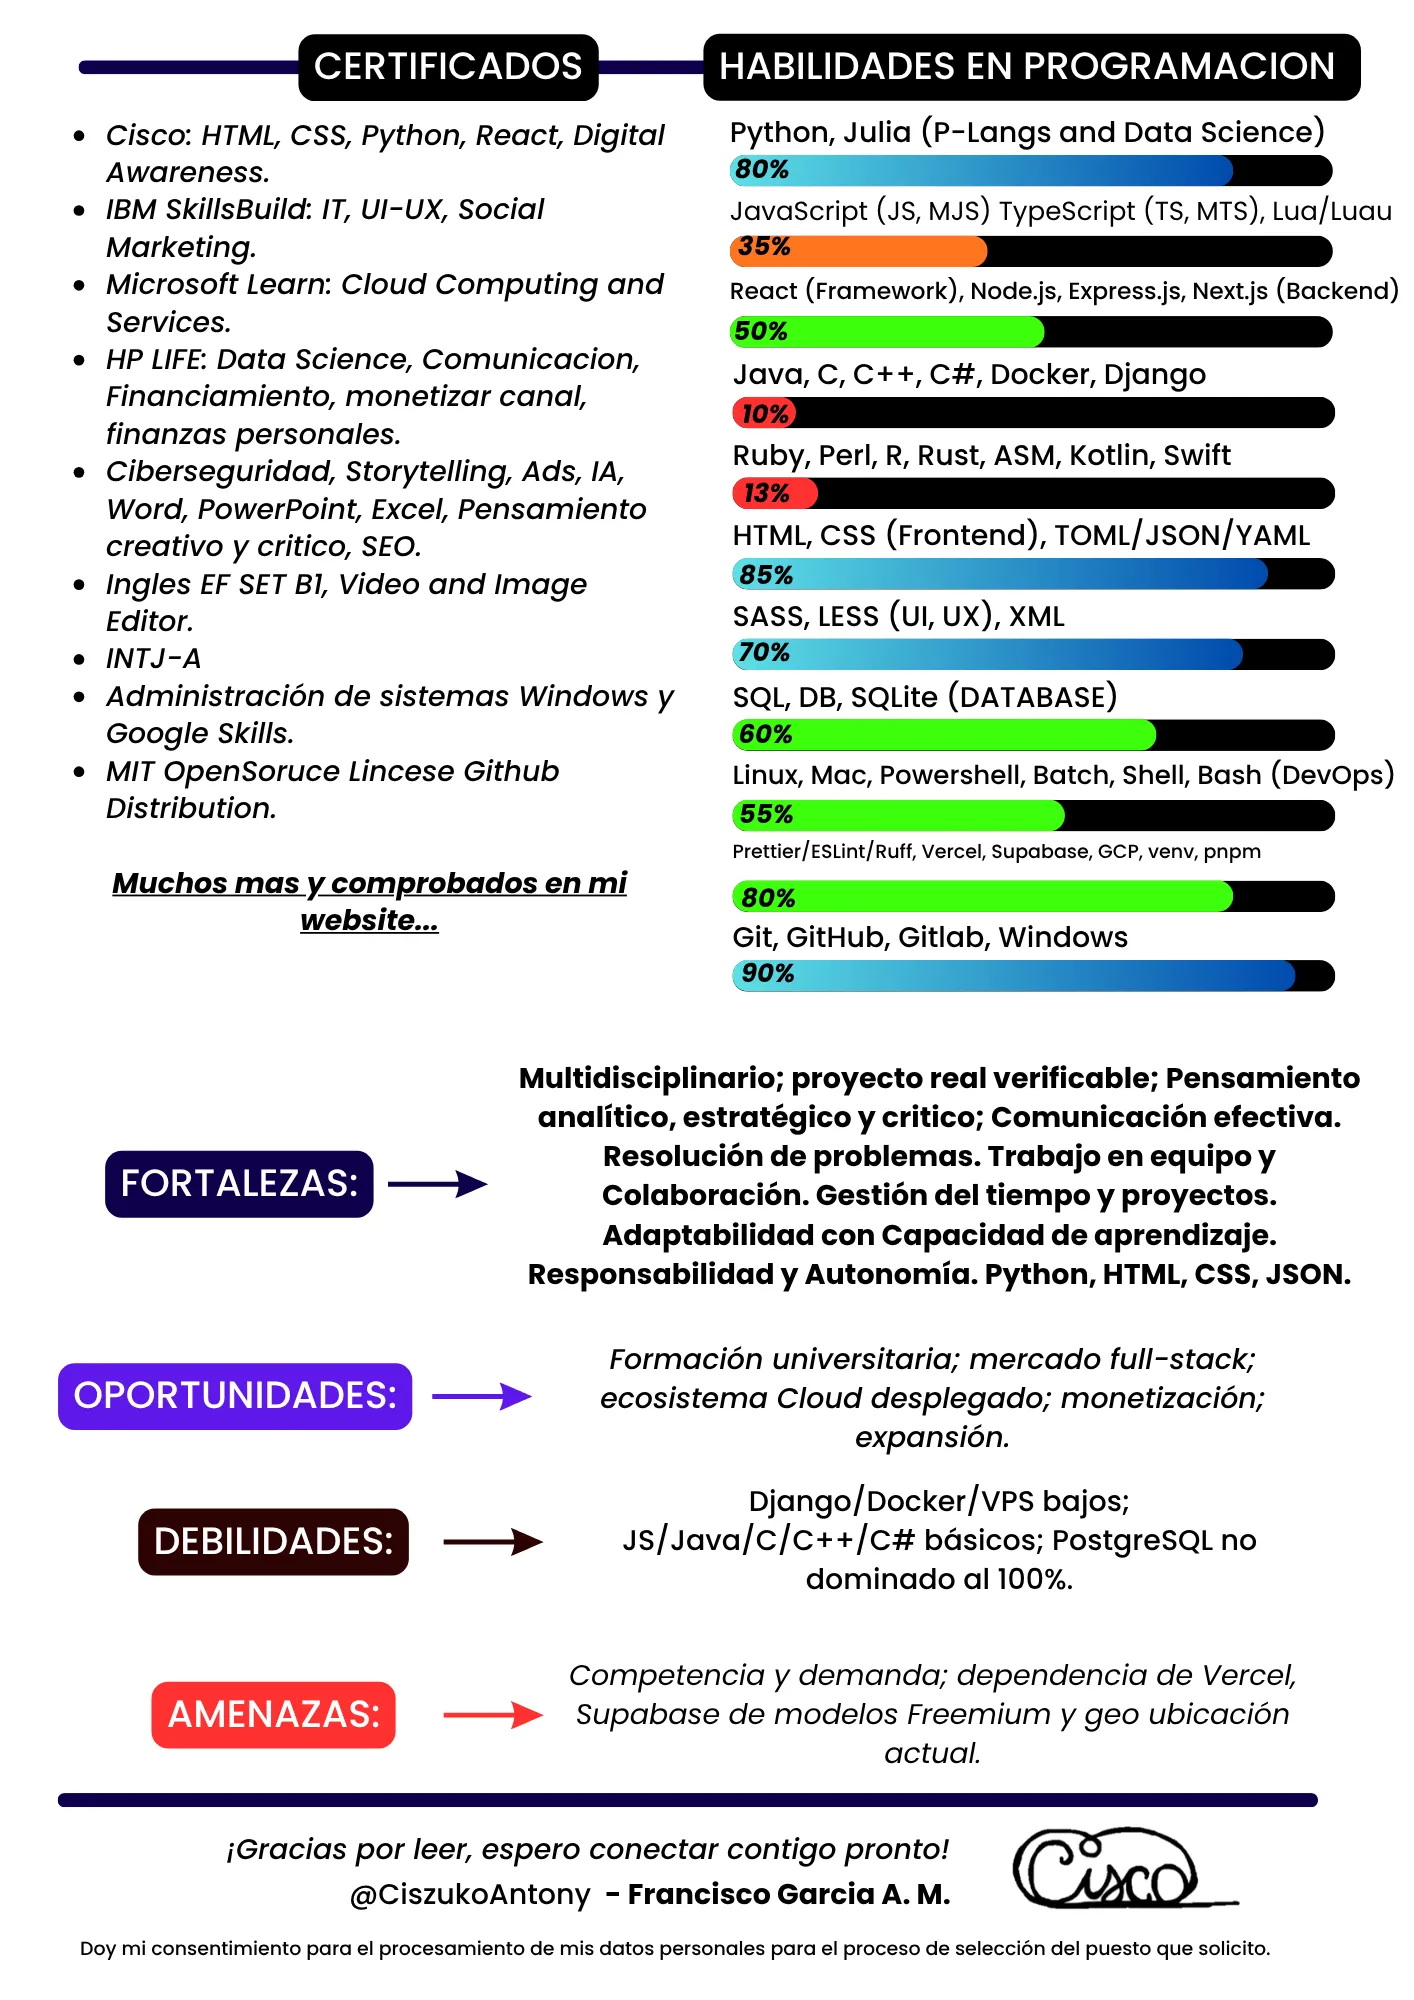 CERTIFICADOS
Cisco: HTML, CSS, Python, React, Digital
Awareness.
IBM SkillsBuild: IT, UI-UX, Social
Marketing.
Microsoft Learn: Cloud Computing and
Services.
HP LIFE: Data Science, Comunicacion,
Financiamiento, monetizar canal,
finanzas personales.
Ciberseguridad, Storytelling, Ads, IA,
Word, PowerPoint, Excel, Pensamiento
creativo y critico, SEO.
Ingles EF SET B1, Video and Image
Editor.
INTJ-A
Administración de sistemas Windows y
Google Skills.
MIT OpenSoruce Lincese Github
Distribution.
Muchos mas y comprobados en mi
website...
HABILIDADES EN PROGRAMACION
Python, Julia (P-Langs and Data Science)
80%
JavaScript (JS, MJS) TypeScript (TS, MTS), Lua/Luau
35%
React (Framework), Node.js, Express.js, Next.js (Backend)
50%
Java, C, C++, C#, Docker, Django
10%
Ruby, Perl, R, Rust, ASM, Kotlin, Swift
13%
HTML, CSS (Frontend), TOML/JSON/YAML
85%
SASS, LESS (UI, UX), XML
70%
SQL, DB, SQLite (DATABASE)
60%
Linux, Mac, Powershell, Batch, Shell, Bash (DevOps)
55%
Prettier/ESLint/Ruff, Vercel, Supabase, GCP, venv, pnpm
80%
Git, GitHub, Gitlab, Windows
90%
FORTALEZAS:
Multidisciplinario; proyecto real verificable; Pensamiento
analítico, estratégico y critico; Comunicación efectiva.
Resolución de problemas. Trabajo en equipo y
Colaboración. Gestión del tiempo y proyectos.
Adaptabilidad con Capacidad de aprendizaje.
Responsabilidad y Autonomía. Python, HTML, CSS, JSON.
OPORTUNIDADES:
Formación universitaria; mercado full-stack;
ecosistema Cloud desplegado; monetización;
expansión.
DEBILIDADES:
Django/Docker/VPS bajos;
JS/Java/C/C++/C# básicos; PostgreSQL no
dominado al 100%.
AMENAZAS:
Competencia y demanda; dependencia de Vercel,
Supabase de modelos Freemium y geo ubicación
actual.
¡Gracias por leer, espero conectar contigo pronto!
@CiszukoAntony - Francisco Garcia A. M.
Cisco
Doy mi consentimiento para el procesamiento de mis datos personales para el proceso de selección del puesto que solicito.